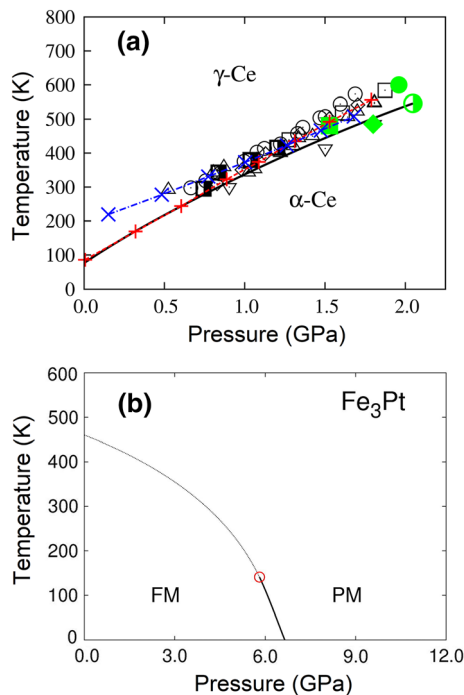 (a)
γ-Ce
α-Ce
Temperature (K)
800
700
600
500
400
300
200
100
0
0.0
0.5
1.0
1.5
2.0
Pressure (GPa)
(b)
Fe₃Pt
FM
PM
Temperature (K)
600
500
400
300
200
100
0
0
3.0
6.0
9.0
12.0
Pressure (GPa)